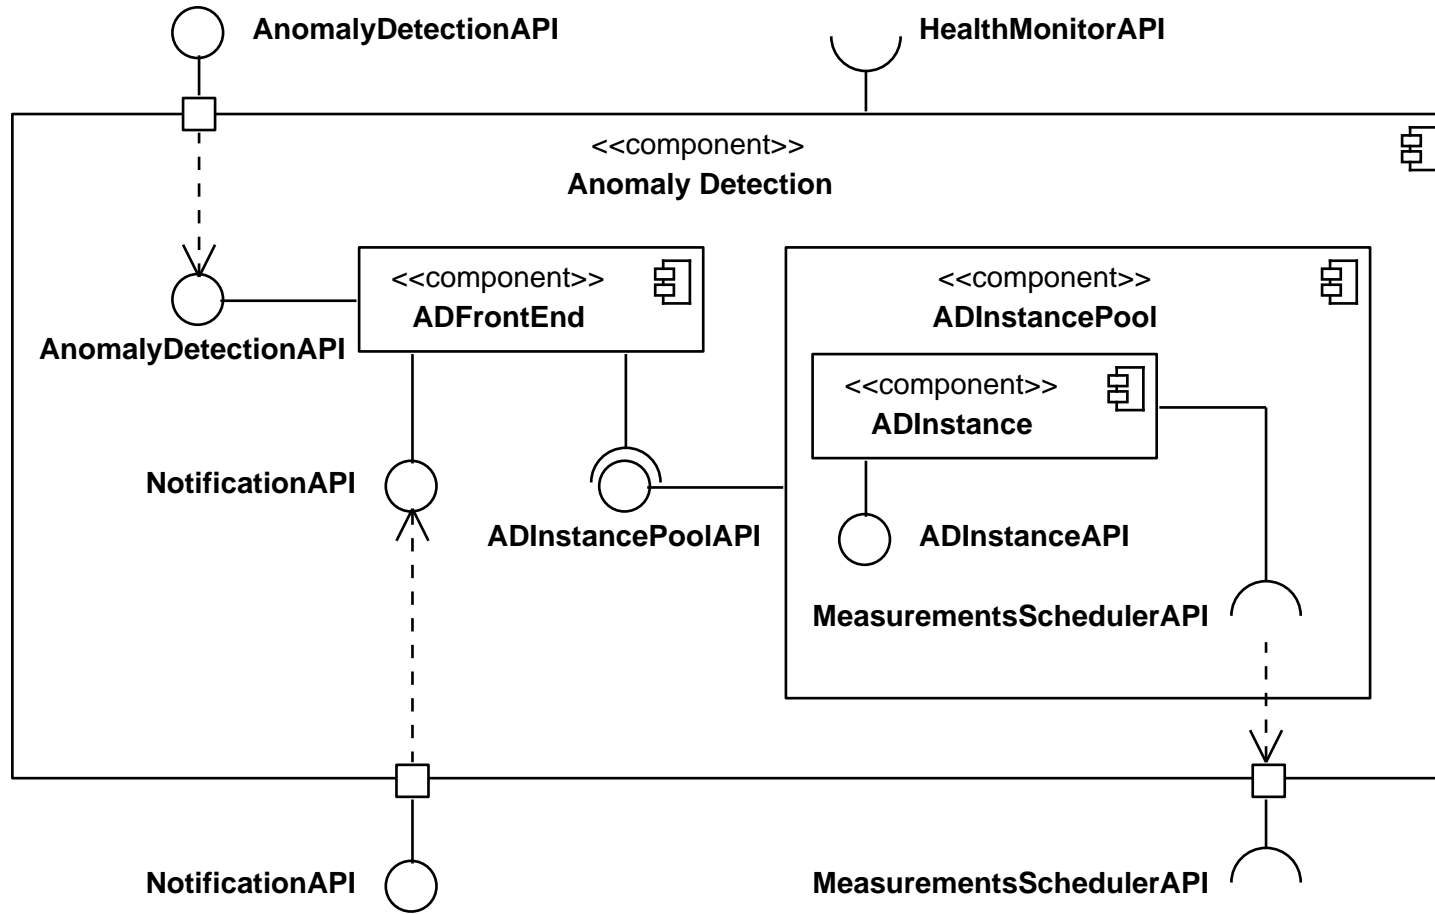 AnomalyDetectionAPI
HealthMonitorAPI
<<component>>
Anomaly Detection
<<component>>
ADFrontEnd
<<component>>
ADInstancePool
AnomalyDetectionAPI
<<component>>
ADInstance
NotificationAPI
ADInstancePoolAPI
ADInstanceAPI
MeasurementsSchedulerAPI
NotificationAPI
MeasurementsSchedulerAPI